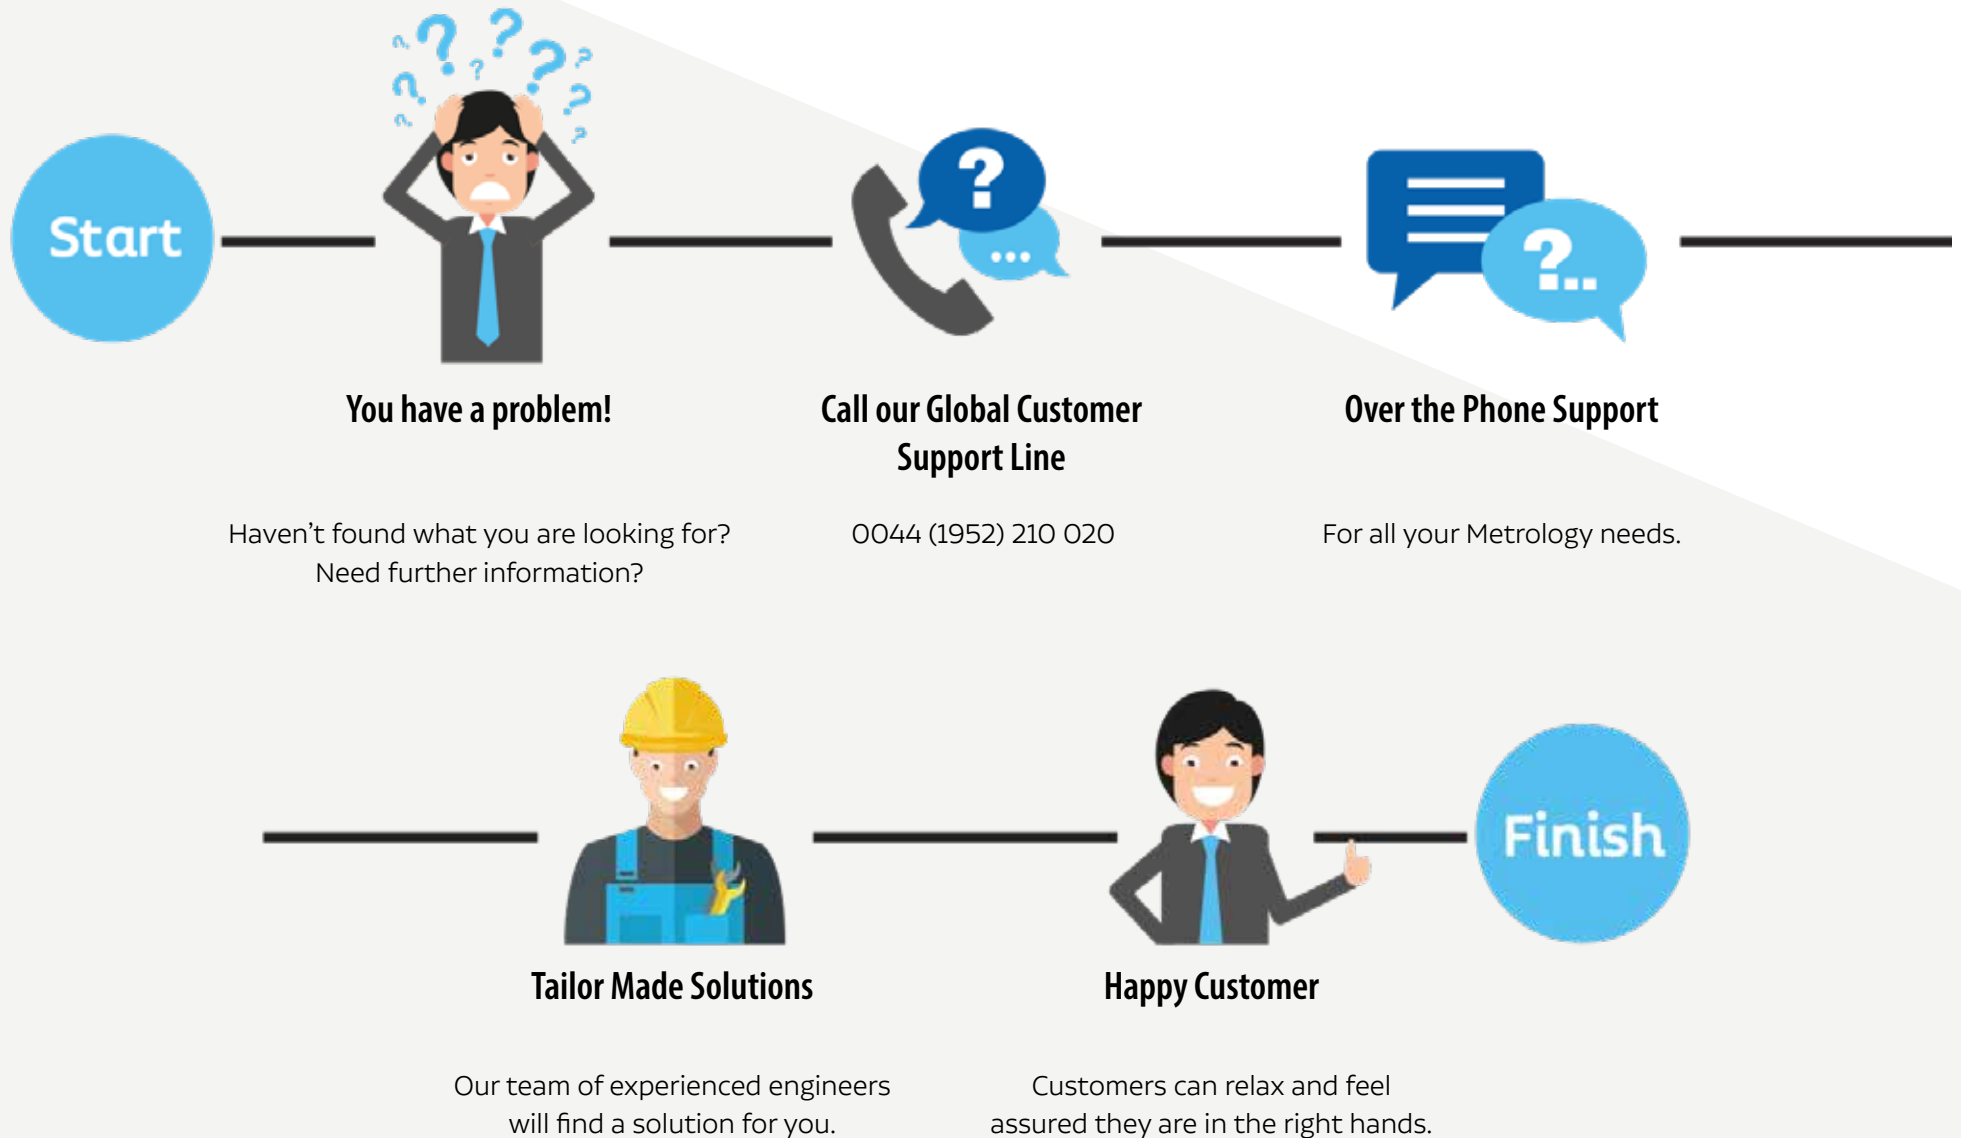 Start
You have a problem!
Haven't found what you are looking for?
Need further information?
Call our Global Customer
Support Line
0044 (1952) 210 020
Over the Phone Support
For all your Metrology needs.
Tailor Made Solutions
Our team of experienced engineers
will find a solution for you.
Happy Customer
Customers can relax and feel
assured they are in the right hands.
Finish